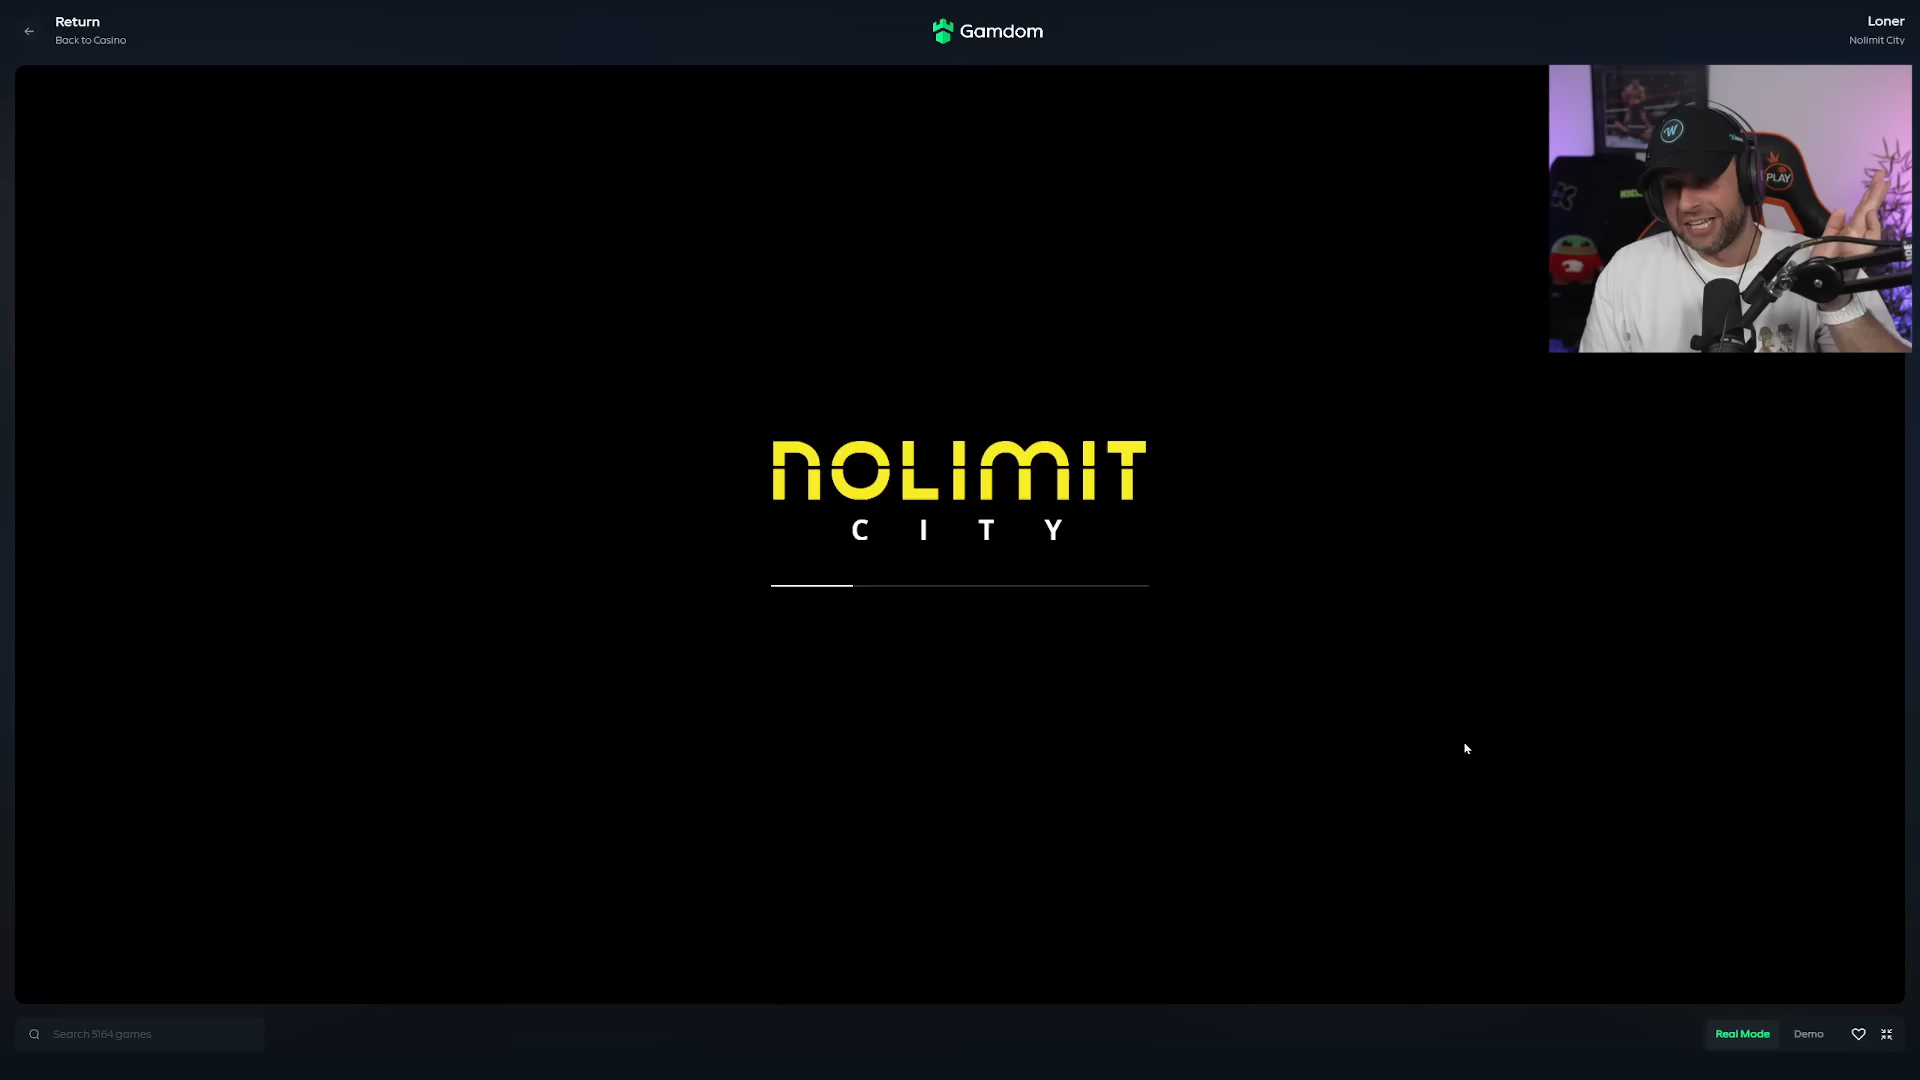 Return
Back to Casino
Gamdom
Loner
Nolimit City
W
PLAY
NOLIMIT
CITY
Search 5164 games
Real Mode
Demo